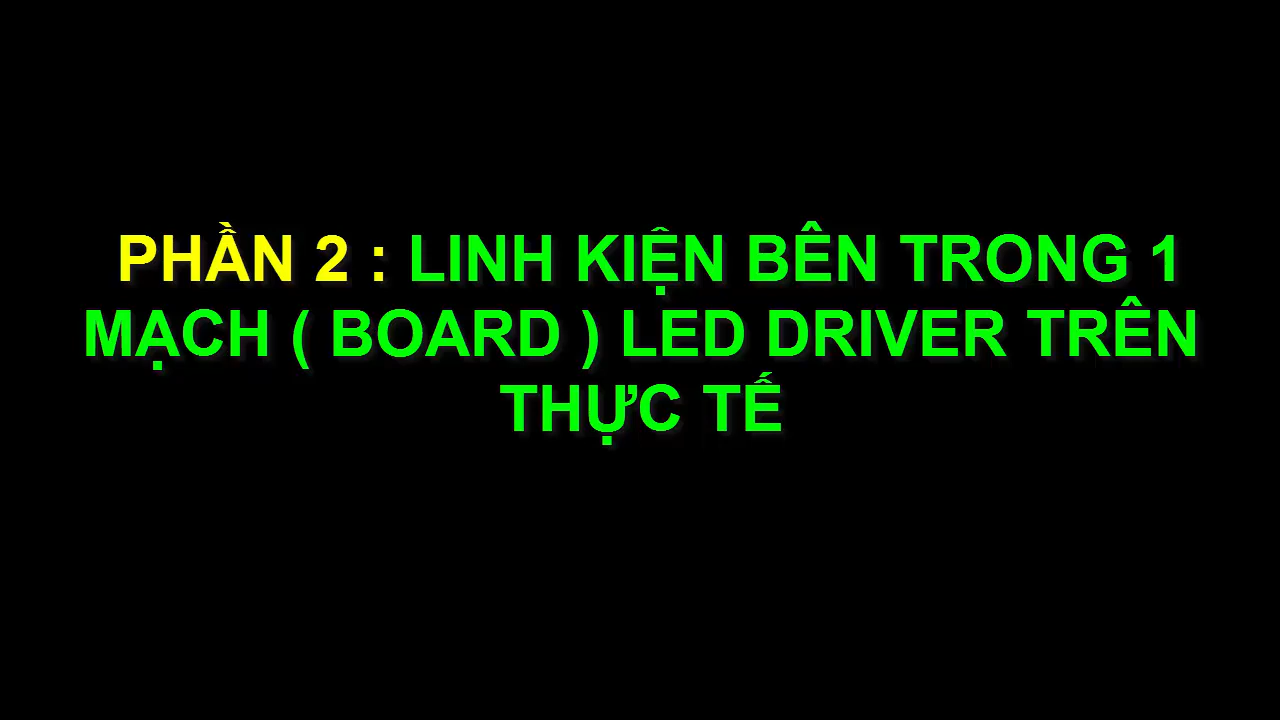 PHẦN 2 : LINH KIỆN BÊN TRONG 1
MẠCH ( BOARD ) LED DRIVER TRÊN
THỰC TẾ